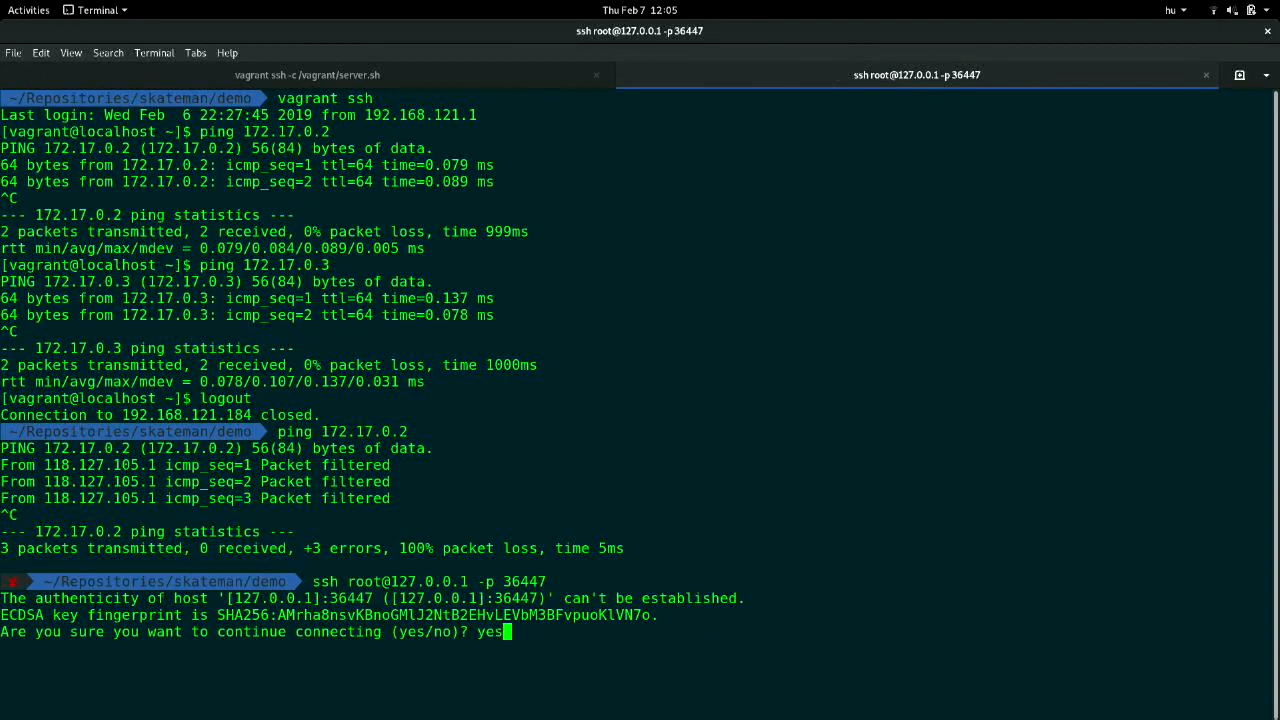 Activities Terminal Thu Feb 7 12:05 hu
ssh root@127.0.0.1 -p 36447
File Edit View Search Terminal Tabs Help
vagrant ssh -c /vagrant/server.sh ssh root@127.0.0.1 -p 36447
~/Repositories/skateman/demo vagrant ssh
Last login: Wed Feb  6 22:27:45 2019 from 192.168.121.1
[vagrant@localhost ~]$ ping 172.17.0.2
PING 172.17.0.2 (172.17.0.2) 56(84) bytes of data.
64 bytes from 172.17.0.2: icmp_seq=1 ttl=64 time=0.079 ms
64 bytes from 172.17.0.2: icmp_seq=2 ttl=64 time=0.089 ms
^C
--- 172.17.0.2 ping statistics ---
2 packets transmitted, 2 received, 0% packet loss, time 999ms
rtt min/avg/max/mdev = 0.079/0.084/0.089/0.005 ms
[vagrant@localhost ~]$ ping 172.17.0.3
PING 172.17.0.3 (172.17.0.3) 56(84) bytes of data.
64 bytes from 172.17.0.3: icmp_seq=1 ttl=64 time=0.137 ms
64 bytes from 172.17.0.3: icmp_seq=2 ttl=64 time=0.078 ms
^C
--- 172.17.0.3 ping statistics ---
2 packets transmitted, 2 received, 0% packet loss, time 1000ms
rtt min/avg/max/mdev = 0.078/0.107/0.137/0.031 ms
[vagrant@localhost ~]$ logout
Connection to 192.168.121.184 closed.
~/Repositories/skateman/demo ping 172.17.0.2
PING 172.17.0.2 (172.17.0.2) 56(84) bytes of data.
From 118.127.105.1 icmp_seq=1 Packet filtered
From 118.127.105.1 icmp_seq=2 Packet filtered
From 118.127.105.1 icmp_seq=3 Packet filtered
^C
--- 172.17.0.2 ping statistics ---
3 packets transmitted, 0 received, +3 errors, 100% packet loss, time 5ms
✘ ~/Repositories/skateman/demo ssh root@127.0.0.1 -p 36447
The authenticity of host '[127.0.0.1]:36447 ([127.0.0.1]:36447)' can't be established.
ECDSA key fingerprint is SHA256:AMrha8nsvKBnoGMlJ2NtB2EHvLEVbM3BFvpuoKlVN7o.
Are you sure you want to continue connecting (yes/no)? yes